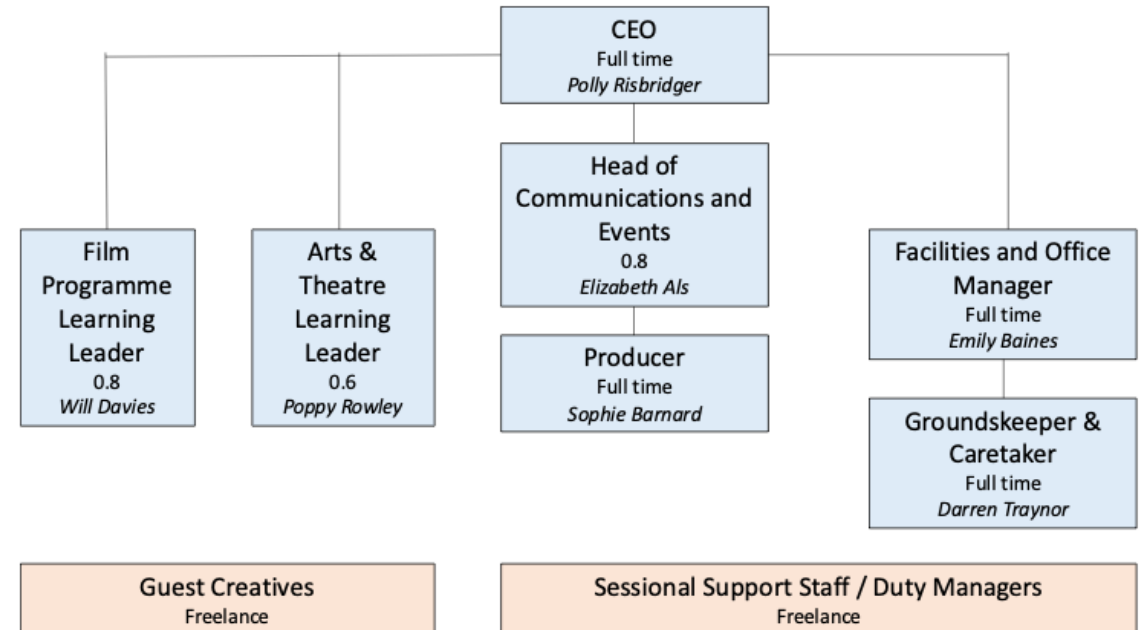 CEO
Full time
Polly Risbridger
Head of
Communications and
Events
0.8
Elizabeth Als
Film
Programme
Learning
Leader
0.8
Will Davies
Arts &
Theatre
Learning
Leader
0.6
Poppy Rowley
Producer
Full time
Sophie Barnard
Facilities and Office
Manager
Full time
Emily Baines
Groundskeeper &
Caretaker
Full time
Darren Traynor
Guest Creatives
Freelance
Sessional Support Staff / Duty Managers
Freelance